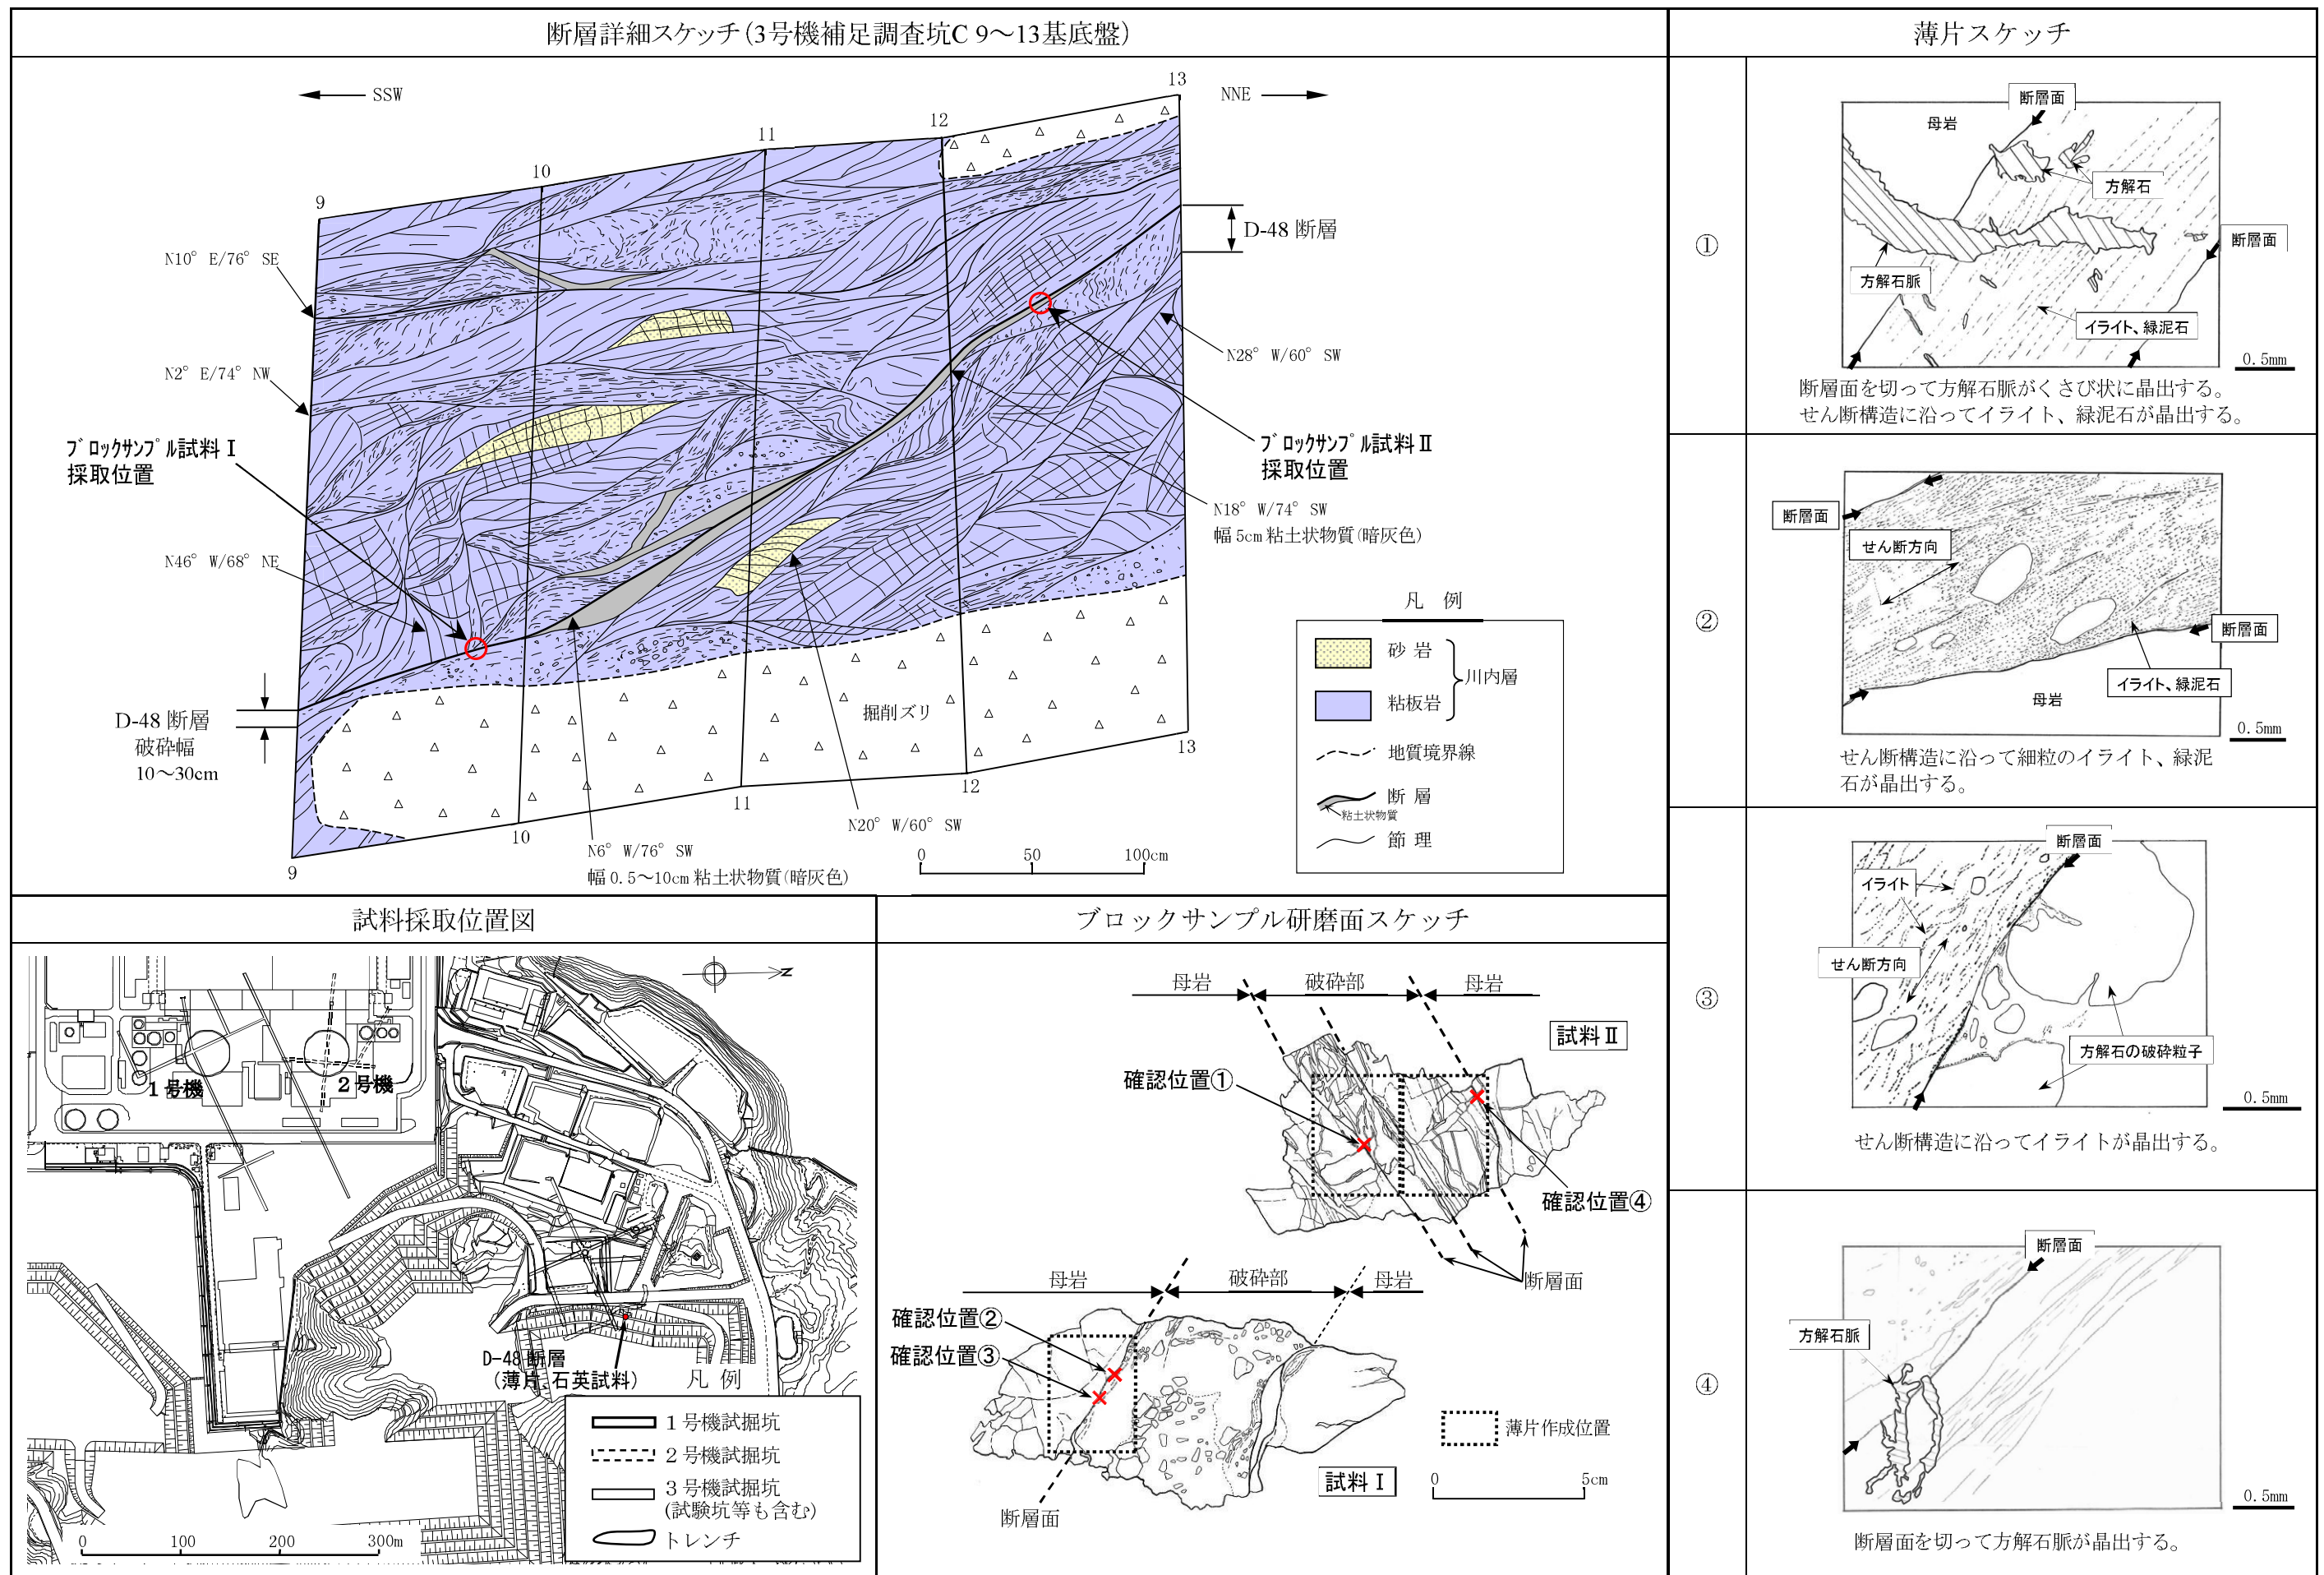 断層詳細スケッチ(3号機補足調査坑C 9～13基底盤)
SSW
NNE
13
12
11
10
9
N10° E/76° SE
D-48 断層
N2° E/74° NW
N28° W/60° SW
ブロックサンプル試料Ⅰ
採取位置
ブロックサンプル試料Ⅱ
採取位置
N18° W/74° SW
幅 5cm 粘土状物質(暗灰色)
N46° W/68° NE
D-48 断層
破砕幅
10～30cm
掘削ズリ
13
12
11
10
9
N20° W/60° SW
N6° W/76° SW
幅 0.5～10cm 粘土状物質(暗灰色)
0 50 100cm
凡 例
砂 岩
粘板岩
川内層
地質境界線
断 層
粘土状物質
節 理
薄片スケッチ
①
断層面
母岩
方解石
断層面
方解石脈
イライト、緑泥石
0.5mm
断層面を切って方解石脈がくさび状に晶出する。
せん断構造に沿ってイライト、緑泥石が晶出する。
②
断層面
せん断方向
断層面
イライト、緑泥石
母岩
0.5mm
せん断構造に沿って細粒のイライト、緑泥
石が晶出する。
③
断層面
イライト
せん断方向
方解石の破砕粒子
0.5mm
せん断構造に沿ってイライトが晶出する。
④
断層面
方解石脈
0.5mm
断層面を切って方解石脈が晶出する。
試料採取位置図
N
1号機
2号機
D-48 断層
(薄片、石英試料)
凡 例
1号機試掘坑
2号機試掘坑
3号機試掘坑
(試験坑等も含む)
トレンチ
0 100 200 300m
ブロックサンプル研磨面スケッチ
母岩 破砕部 母岩
試料Ⅱ
確認位置①
確認位置④
断層面
母岩 破砕部 母岩
確認位置②
確認位置③
薄片作成位置
試料Ⅰ
0 5cm
断層面